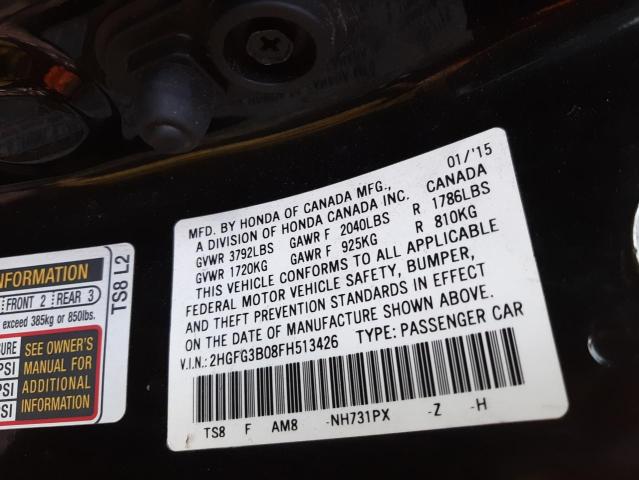 01/'15
MFD. BY HONDA OF CANADA MFG.,
A DIVISION OF HONDA CANADA INC. CANADA
GVWR 3792LBS GAWR F 2040LBS R 1786LBS
GVWR 1720KG GAWR F 925KG R 810KG
THIS VEHICLE CONFORMS TO ALL APPLICABLE
FEDERAL MOTOR VEHICLE SAFETY, BUMPER,
AND THEFT PREVENTION STANDARDS IN EFFECT
ON THE DATE OF MANUFACTURE SHOWN ABOVE.
V.I.N.: 2HGFG3B08FH513426 TYPE: PASSENGER CAR
TS8 F AM8 -NH731PX -Z -H
FRONT 2 REAR 3
exceed 385kg or 850lbs.
SEE OWNER'S
MANUAL FOR
ADDITIONAL
INFORMATION
TS8 L2